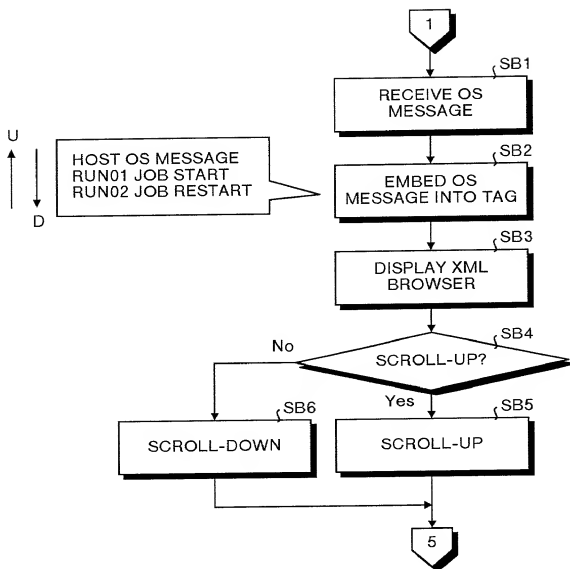 1
SB1
RECEIVE OS
MESSAGE
U
D
HOST OS MESSAGE
RUN01 JOB START
RUN02 JOB RESTART
SB2
EMBED OS
MESSAGE INTO TAG
SB3
DISPLAY XML
BROWSER
SB4
SCROLL-UP?
No
Yes
SB6
SCROLL-DOWN
SB5
SCROLL-UP
5